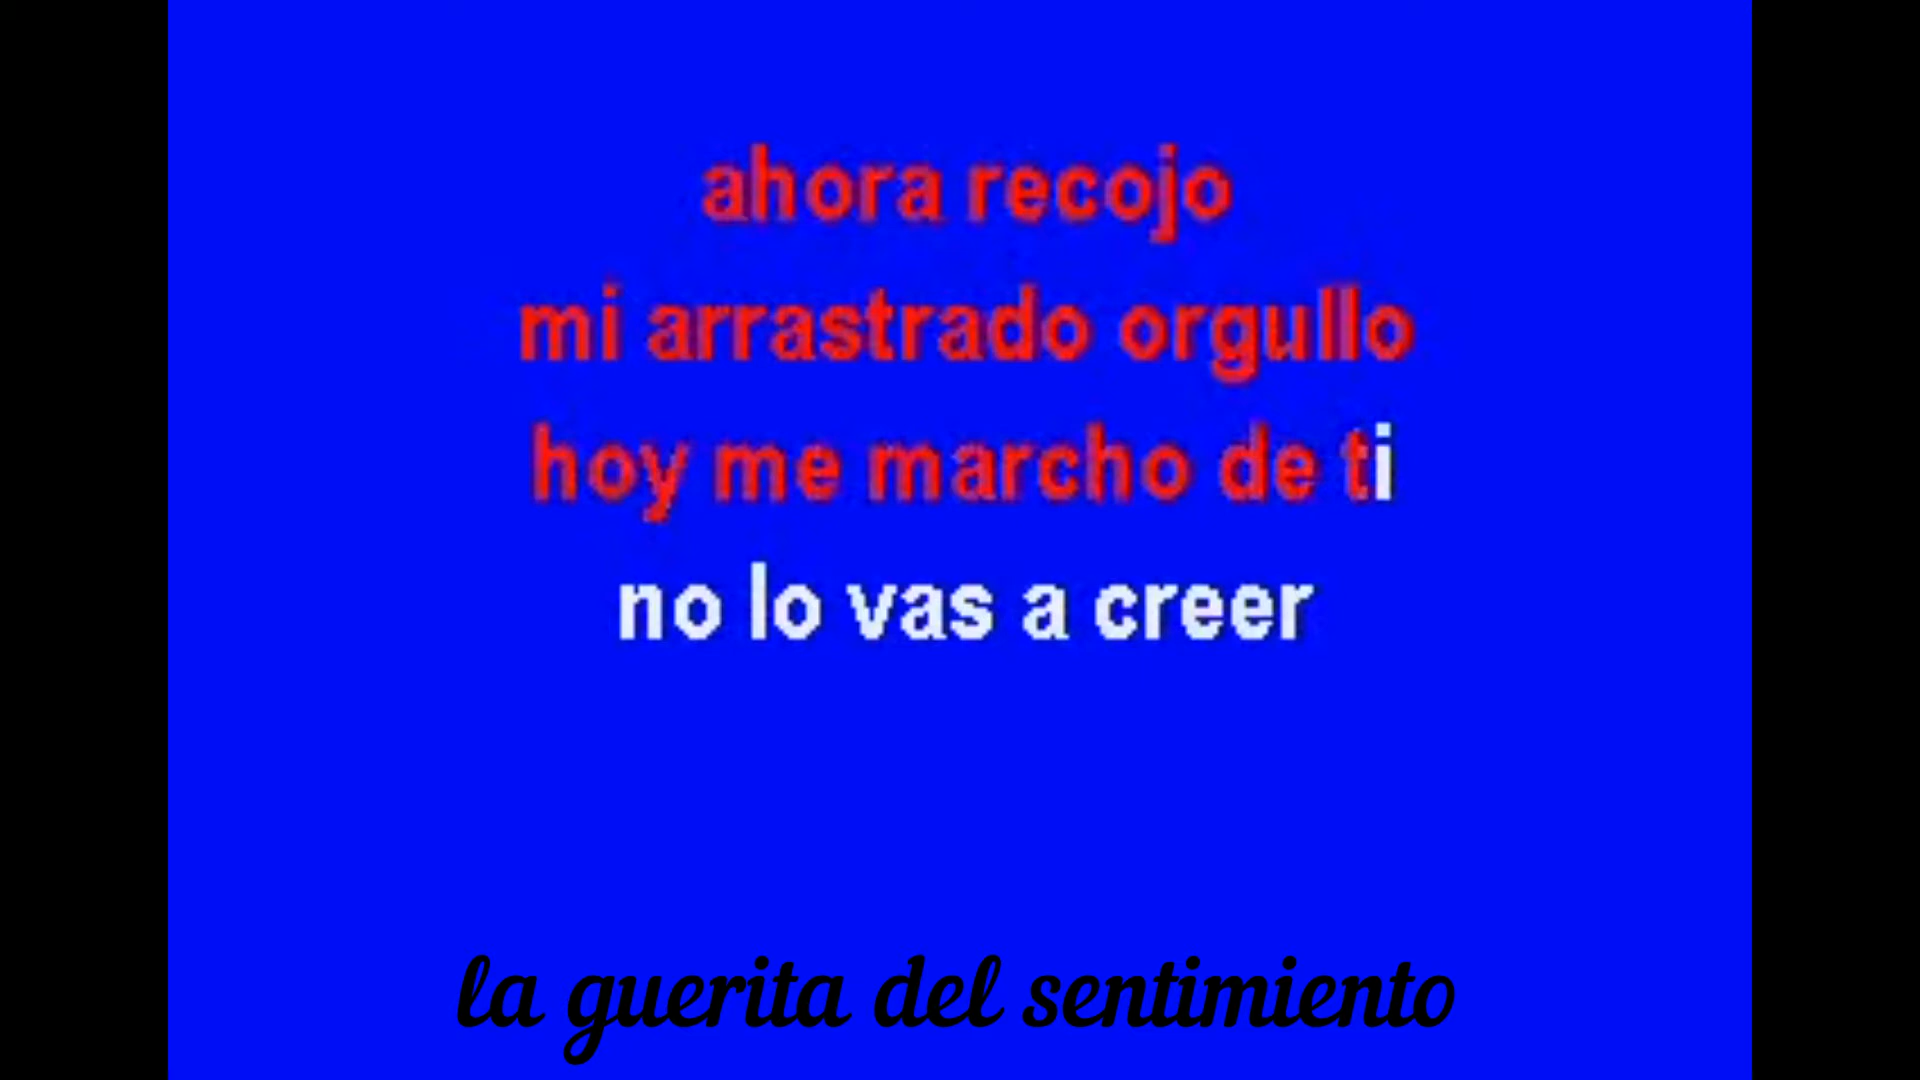 ahora recojo
mi arrastrado orgullo
hoy me marcho de ti
no lo vas a creer
la guerita del sentimiento